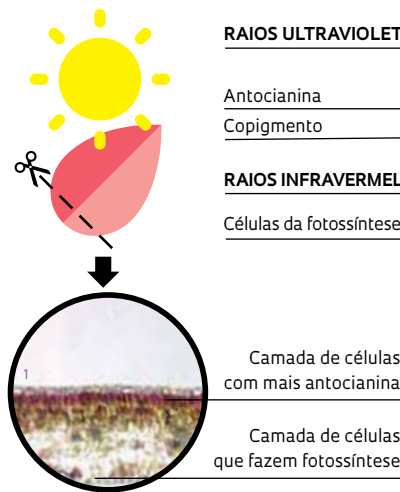 RAIOS ULTRAVIOLET
Antocianina
Copigmento
RAIOS INFRAVERMEL
Células da fotossíntese
1
Camada de células
com mais antocianina
Camada de células
que fazem fotossíntese